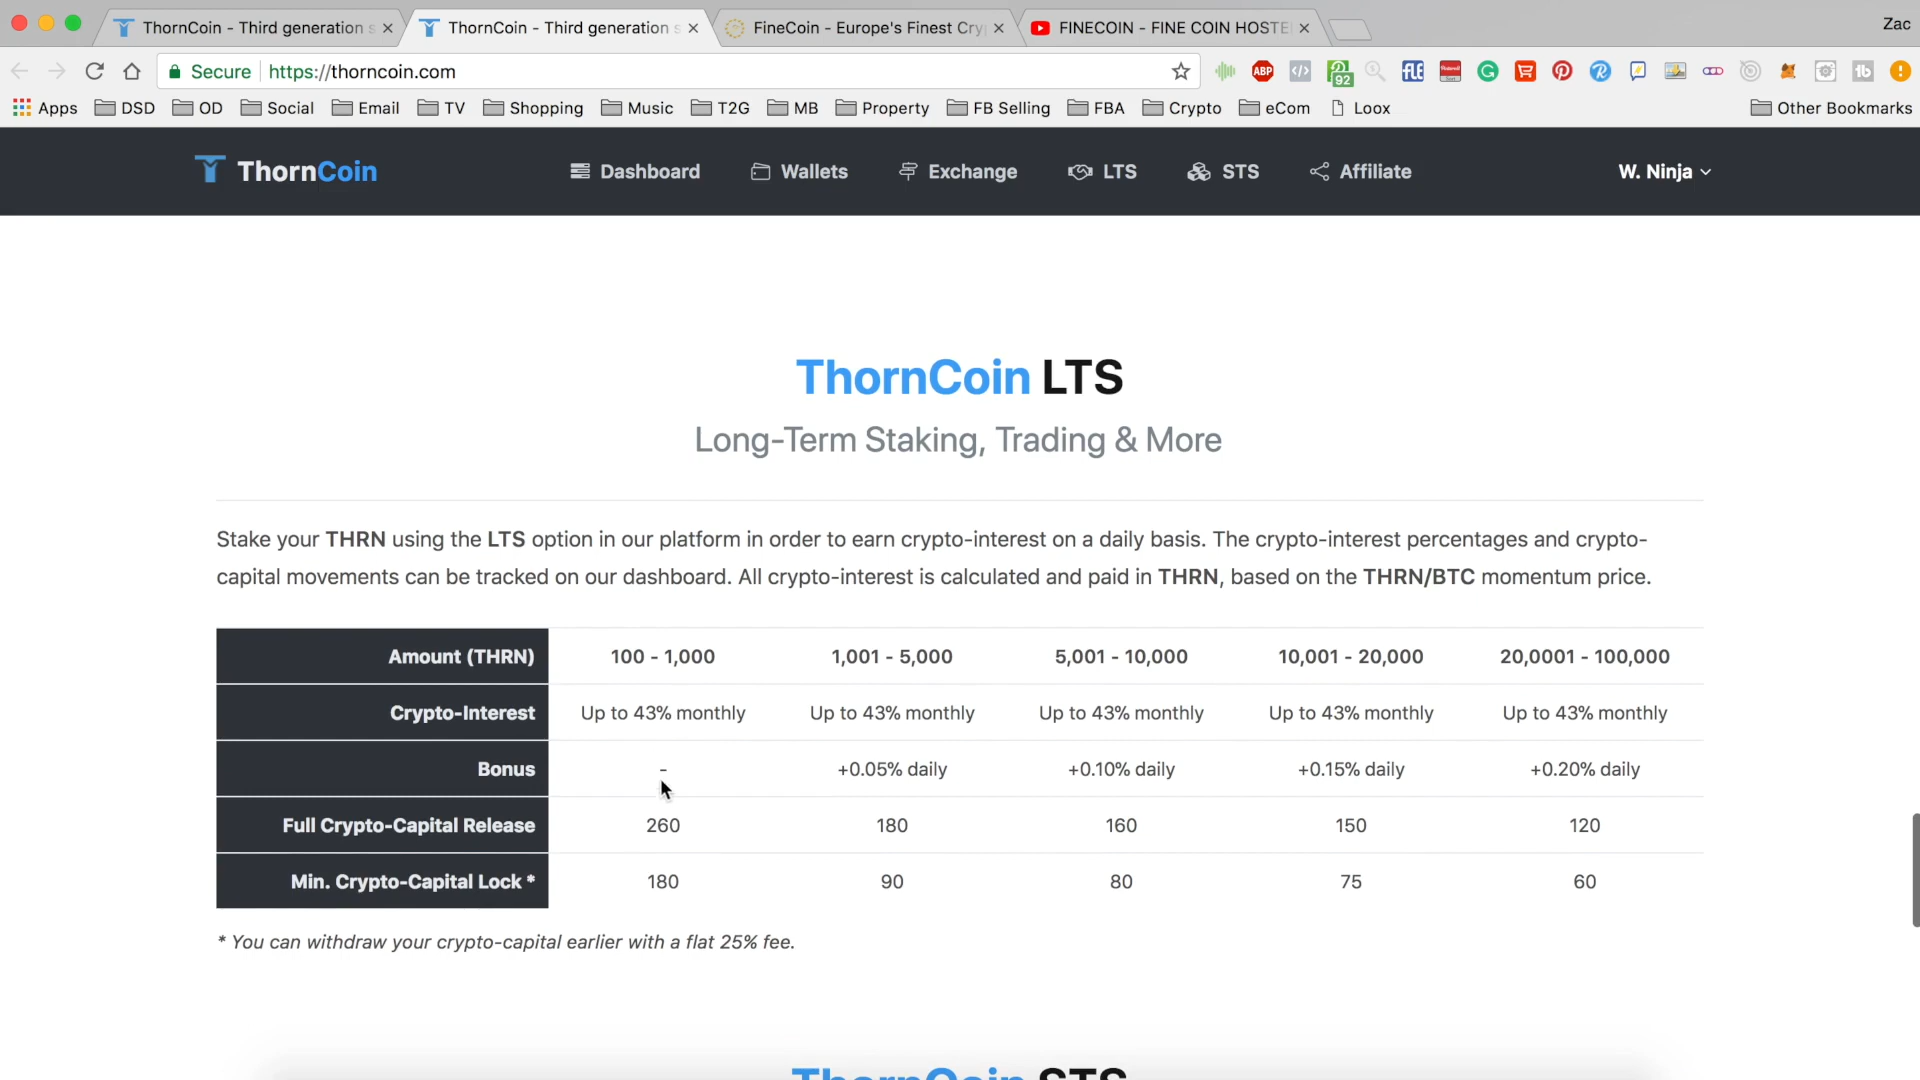 ThornCoin - Third generation s
ThornCoin - Third generation s
FineCoin - Europe's Finest Cry
FINECOIN - FINE COIN HOSTE
Zac
Secure https://thorncoin.com
ABP
92
Apps DSD OD Social Email TV Shopping Music T2G MB Property FB Selling FBA Crypto eCom Loox Other Bookmarks
ThornCoin Dashboard Wallets Exchange LTS STS Affiliate W. Ninja
ThornCoin LTS
Long-Term Staking, Trading & More
Stake your THRN using the LTS option in our platform in order to earn crypto-interest on a daily basis. The crypto-interest percentages and crypto-
capital movements can be tracked on our dashboard. All crypto-interest is calculated and paid in THRN, based on the THRN/BTC momentum price.
Amount (THRN) 100 - 1,000 1,001 - 5,000 5,001 - 10,000 10,001 - 20,000 20,0001 - 100,000
Crypto-Interest Up to 43% monthly Up to 43% monthly Up to 43% monthly Up to 43% monthly Up to 43% monthly
Bonus - +0.05% daily +0.10% daily +0.15% daily +0.20% daily
Full Crypto-Capital Release 260 180 160 150 120
Min. Crypto-Capital Lock * 180 90 80 75 60
* You can withdraw your crypto-capital earlier with a flat 25% fee.
ThornCoin STS